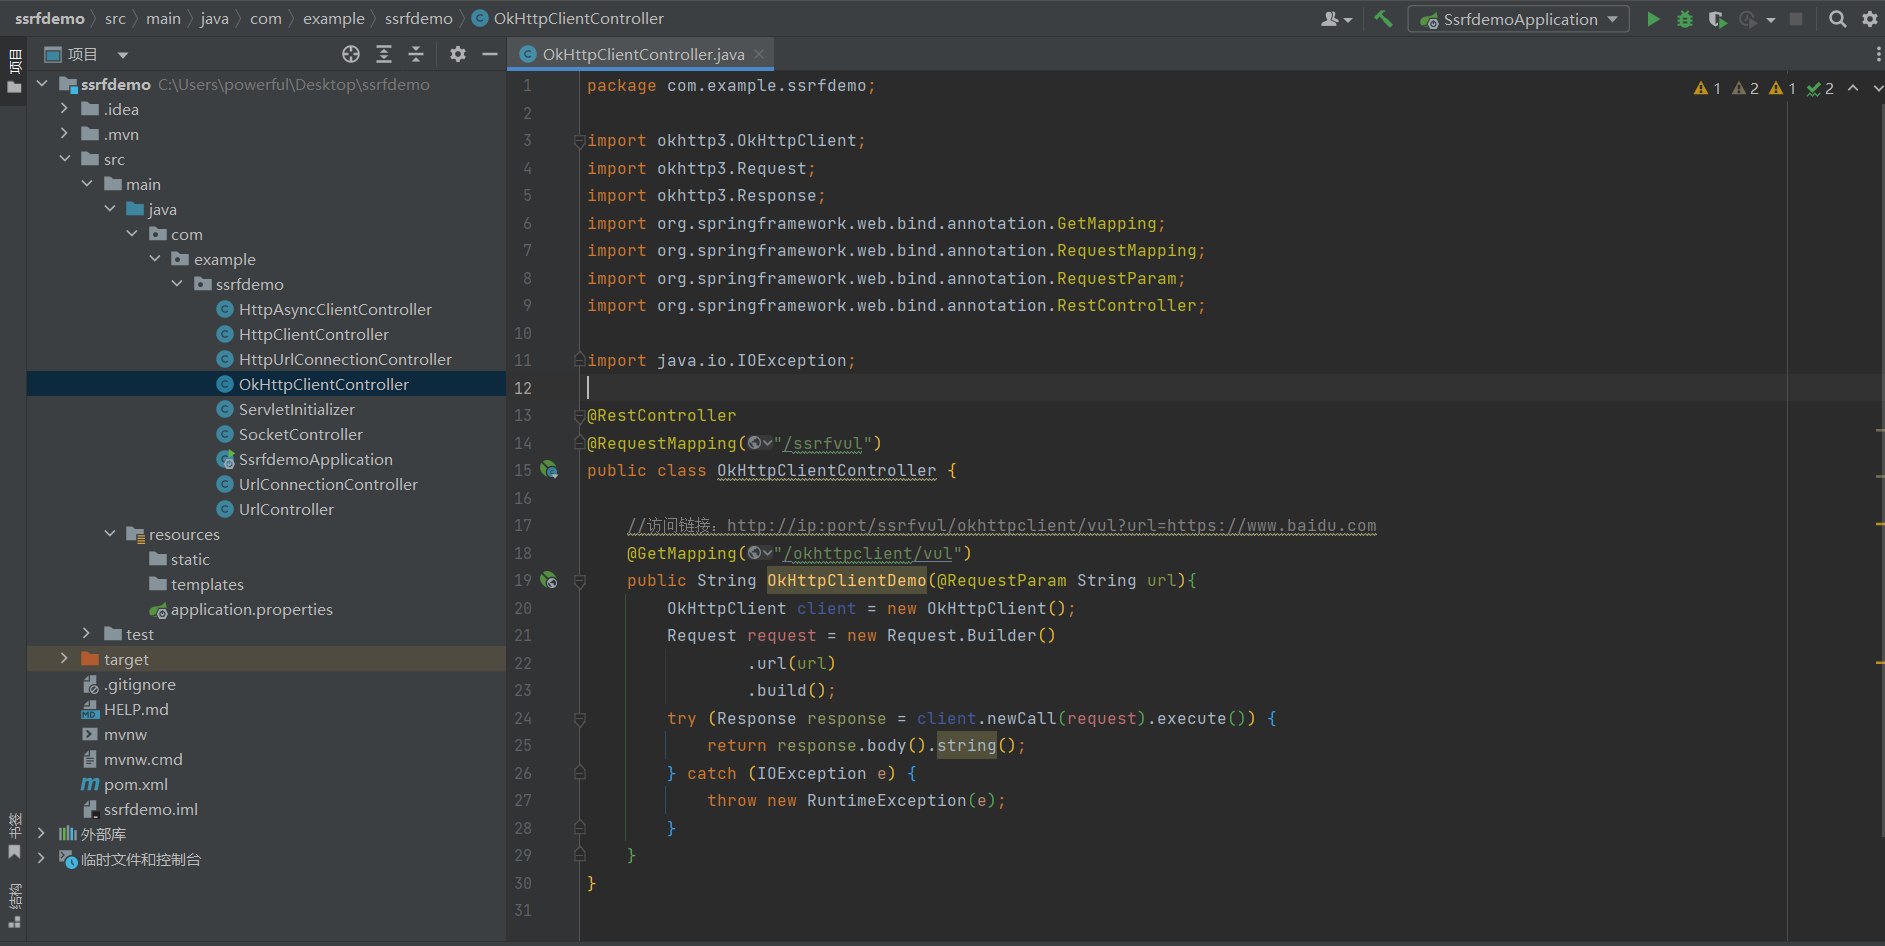 ssrfdemo src main java com example ssrfdemo OkHttpClientController
SsrfdemoApplication
项目
项目
OkHttpClientController.java
ssrfdemo C:\Users\powerful\Desktop\ssrfdemo
.idea
.mvn
src
main
java
com
example
ssrfdemo
HttpAsyncClientController
HttpClientController
HttpUrlConnectionController
OkHttpClientController
ServletInitializer
SocketController
SsrfdemoApplication
UrlConnectionController
UrlController
resources
static
templates
application.properties
test
target
.gitignore
HELP.md
mvnw
mvnw.cmd
pom.xml
ssrfdemo.iml
外部库
临时文件和控制台
书签
结构
1 2 1 2
1 package com.example.ssrfdemo;
2
3 import okhttp3.OkHttpClient;
4 import okhttp3.Request;
5 import okhttp3.Response;
6 import org.springframework.web.bind.annotation.GetMapping;
7 import org.springframework.web.bind.annotation.RequestMapping;
8 import org.springframework.web.bind.annotation.RequestParam;
9 import org.springframework.web.bind.annotation.RestController;
10
11 import java.io.IOException;
12
13 @RestController
14 @RequestMapping("/ssrfvul")
15 public class OkHttpClientController {
16
17 //访问链接：http://ip:port/ssrfvul/okhttpclient/vul?url=https://www.baidu.com
18 @GetMapping("/okhttpclient/vul")
19 public String OkHttpClientDemo(@RequestParam String url){
20 OkHttpClient client = new OkHttpClient();
21 Request request = new Request.Builder()
22 .url(url)
23 .build();
24 try (Response response = client.newCall(request).execute()) {
25 return response.body().string();
26 } catch (IOException e) {
27 throw new RuntimeException(e);
28 }
29 }
30 }
31